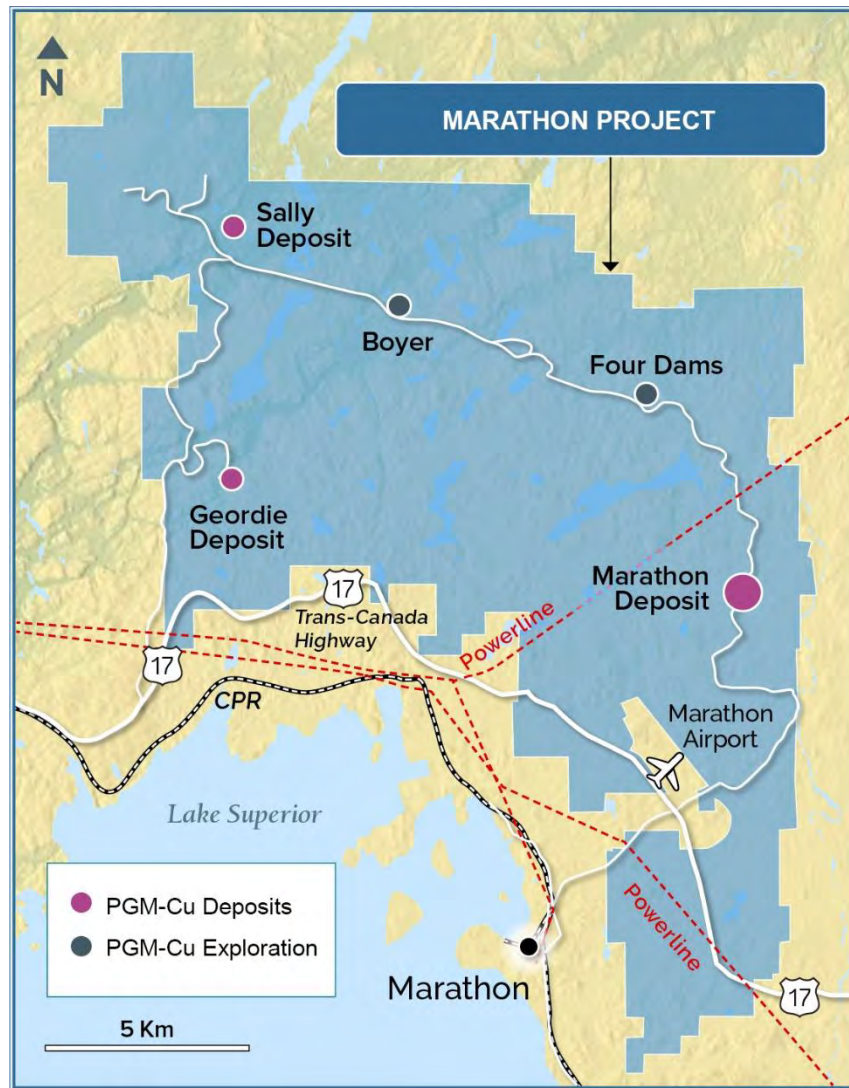 N
MARATHON PROJECT
Sally
Deposit
Boyer
Four Dams
Geordie
Deposit
Marathon
Deposit
17
Trans-Canada
Highway
Powerline
17
CPR
Marathon
Airport
Lake Superior
PGM-Cu Deposits
PGM-Cu Exploration
Powerline
Marathon
17
5 Km